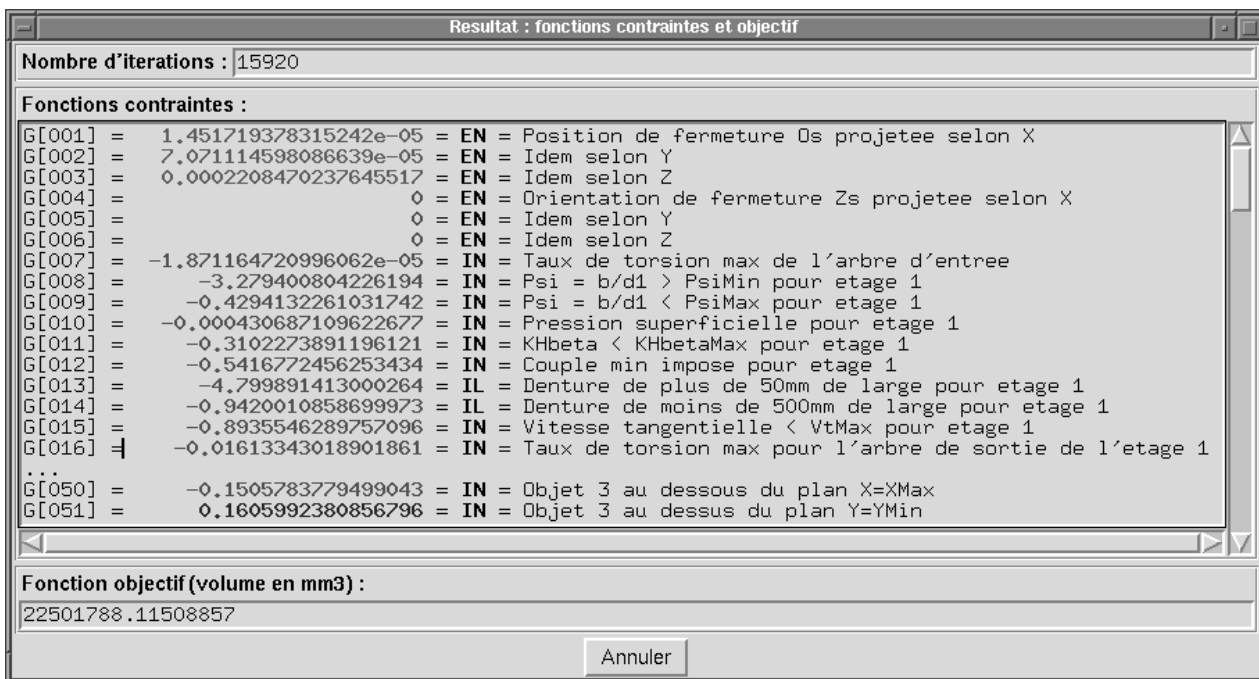 Resultat : fonctions contraintes et objectif
Nombre d'iterations : 15920
Fonctions contraintes :
G[001] = 1.451719378315242e-05 = EN = Position de fermeture Os projetee selon X
G[002] = 7.071114598086639e-05 = EN = Idem selon Y
G[003] = 0.0002208470237645517 = EN = Idem selon Z
G[004] = 0 = EN = Orientation de fermeture Zs projetee selon X
G[005] = 0 = EN = Idem selon Y
G[006] = 0 = EN = Idem selon Z
G[007] = -1.8711647209960​62e-05 = IN = Taux de torsion max de l'arbre d'entree
G[008] = -3.279400804226194 = IN = Psi = b/d1 > PsiMin pour etage 1
G[009] = -0.4294132261031742 = IN = Psi = b/d1 < PsiMax pour etage 1
G[010] = -0.000430687109622677 = IN = Pression superficielle pour etage 1
G[011] = -0.3102273891196121 = IN = KHbeta < KHbetaMax pour etage 1
G[012] = -0.5416772456253434 = IN = Couple min impose pour etage 1
G[013] = -4.799891413000264 = IL = Denture de plus de 50mm de large pour etage 1
G[014] = -0.9420010858699973 = IL = Denture de moins de 500mm de large pour etage 1
G[015] = -0.8935546289757096 = IN = Vitesse tangentielle < VtMax pour etage 1
G[016] = -0.01613343018901861 = IN = Taux de torsion max pour l'arbre de sortie de l'etage 1
...
G[050] = -0.1505783779499043 = IN = Objet 3 au dessous du plan X=XMax
G[051] = 0.1605992380856796 = IN = Objet 3 au dessus du plan Y=YMin
Fonction objectif (volume en mm3) :
22501788.11508857
Annuler